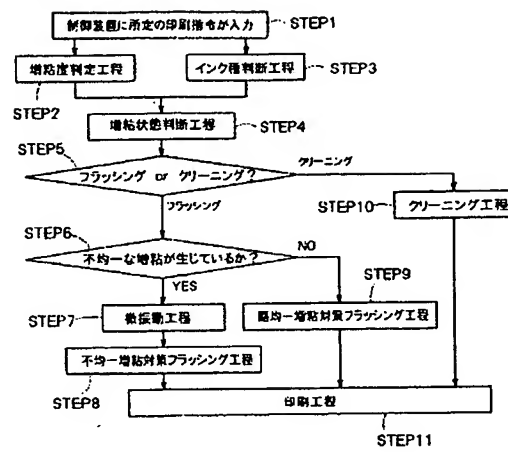 制御装置に所定の印刷指令が入力
STEP1
増粘度判定工程
STEP2
インク種判断工程
STEP3
増粘状態判断工程
STEP4
STEP5
フラッシング or クリーニング?
クリーニング
フラッシング
STEP10
クリーニング工程
STEP6
不均一な増粘が生じているか?
NO
YES
STEP9
STEP7
微振動工程
略均一増粘対策フラッシング工程
不均一増粘対策フラッシング工程
STEP8
印刷工程
STEP11